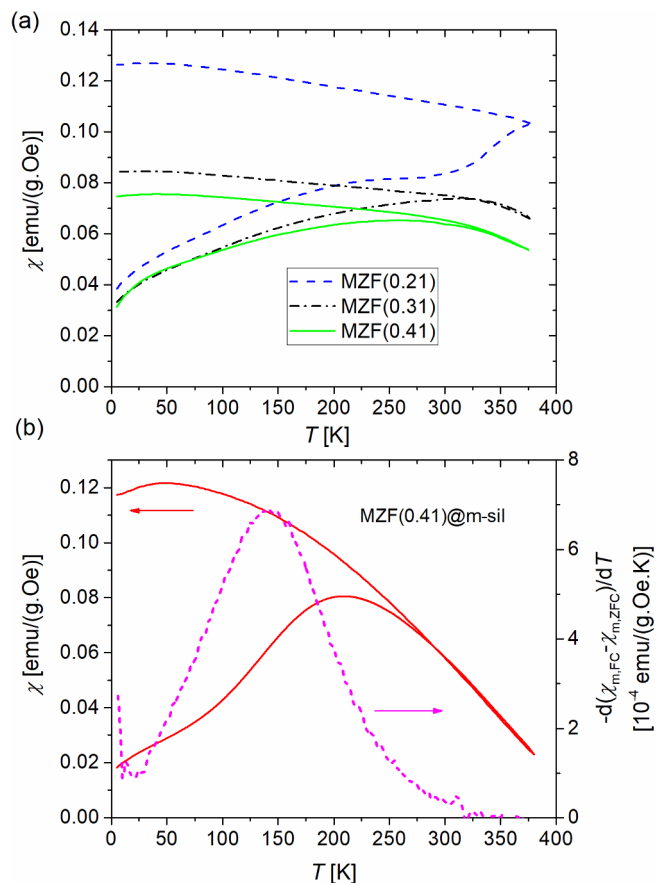 (a)
0.14
0.12
0.10
0.08
0.06
0.04
0.02
0.00
χ [emu/(g.Oe)]
MZF(0.21)
MZF(0.31)
MZF(0.41)
0 50 100 150 200 250 300 350 400
T [K]
(b)
0.12
0.10
0.08
0.06
0.04
0.02
0.00
χ [emu/(g.Oe)]
MZF(0.41)@m-sil
8
6
4
2
0
-d(χm,FC-χm,ZFC)/dT
[10-4 emu/(g.Oe.K)]
0 50 100 150 200 250 300 350 400
T [K]